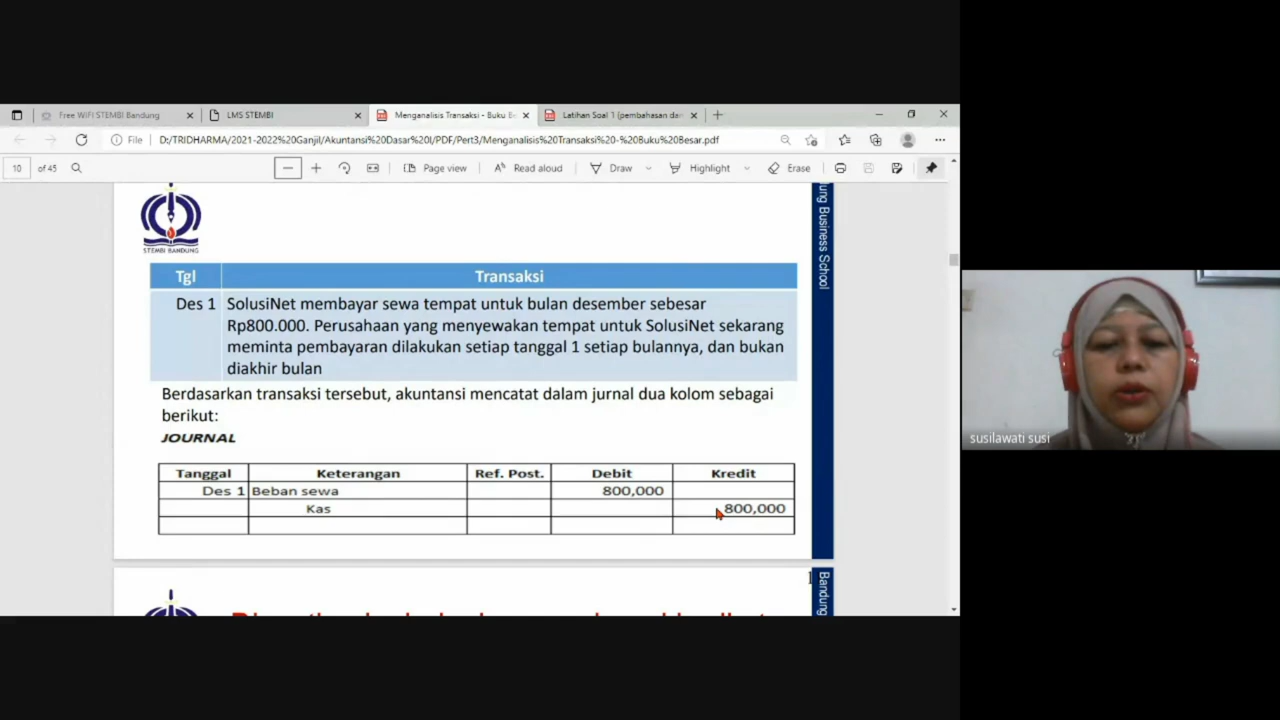 Free WIFI STEMBI Bandung
LMS STEMBI
Menganalisis Transaksi - Buku Be
Latihan Soal 1 (pembahasan dan
File
D:/TRIDHARMA/2021-2022%20Ganjil/Akuntansi%20Dasar%20I/PDF/Pert3/Menganalisis%20Transaksi%20-%20Buku%20Besar.pdf
10 of 45
Page view
Read aloud
Draw
Highlight
Erase
STEMBI BANDUNG
ung Business School
Tgl Transaksi
Des 1 SolusiNet membayar sewa tempat untuk bulan desember sebesar
Rp800.000. Perusahaan yang menyewakan tempat untuk SolusiNet sekarang
meminta pembayaran dilakukan setiap tanggal 1 setiap bulannya, dan bukan
diakhir bulan
Berdasarkan transaksi tersebut, akuntansi mencatat dalam jurnal dua kolom sebagai
berikut:
JOURNAL
Tanggal Keterangan Ref. Post. Debit Kredit
Des 1 Beban sewa 800,000
Kas 800,000
Bandung
susilawati susi